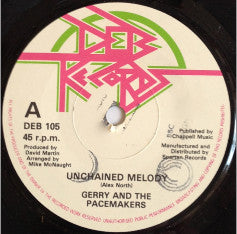 DEB
RECORDS
A
DEB 105
45 r.p.m.
Produced by
David Martin
Arranged by
Mike McNaught
Published by
©Chappell Music
Manufactured and
Distributed by
Spartan Records
UNCHAINED MELODY
(Alex North)
GERRY AND THE
PACEMAKERS